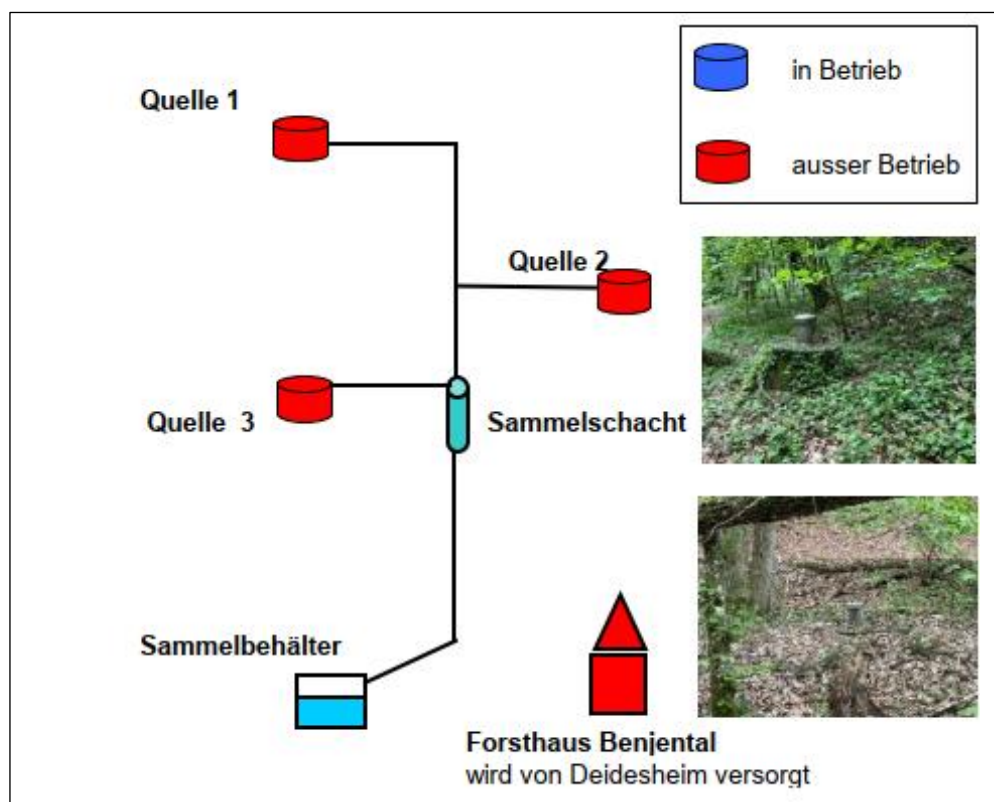 in Betrieb
Quelle 1
ausser Betrieb
Quelle 2
Quelle 3
Sammelschacht
Sammelbehälter
Forsthaus Benjental
wird von Deidesheim versorgt